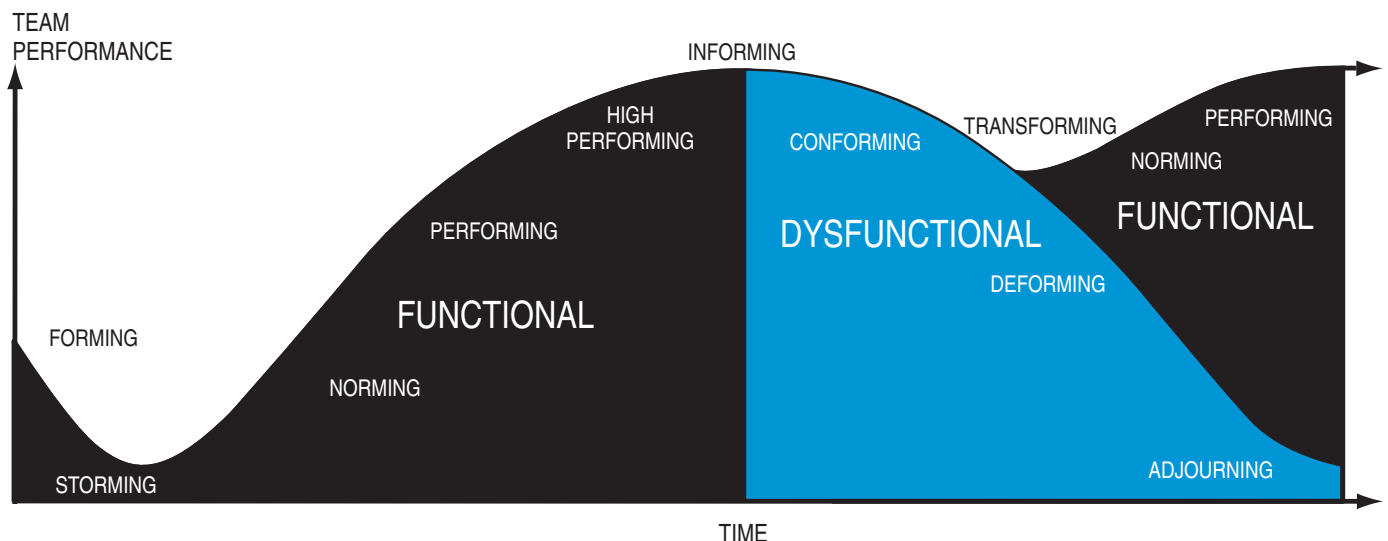 TEAM
PERFORMANCE
INFORMING
HIGH
PERFORMING
CONFORMING
TRANSFORMING
PERFORMING
NORMING
PERFORMING
DYSFUNCTIONAL
FUNCTIONAL
DEFORMING
FORMING
FUNCTIONAL
NORMING
STORMING
ADJOURNING
TIME